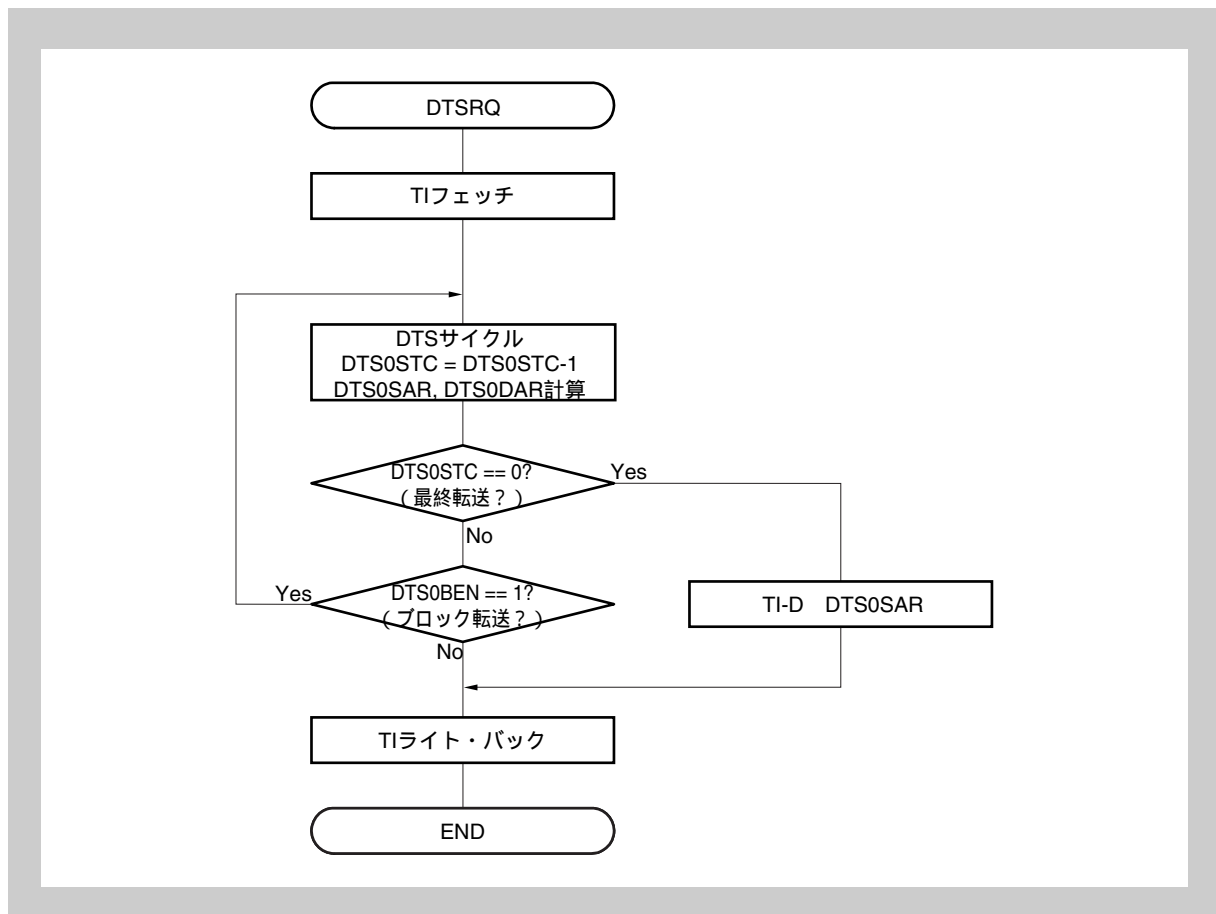 DTSRQ
TIフェッチ
DTSサイクル
DTS0STC = DTS0STC-1
DTS0SAR, DTS0DAR計算
DTS0STC == 0?
(最終転送?)
Yes
No
DTS0BEN == 1?
(ブロック転送?)
Yes
No
TI-D　DTS0SAR
TIライト・バック
END